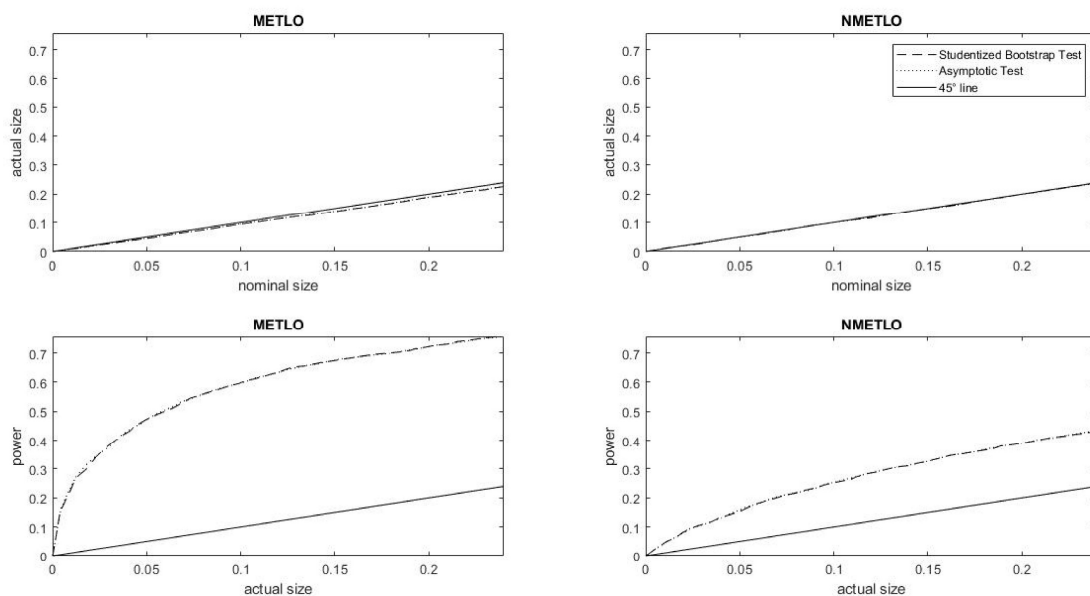 METLO
0.7
0.6
0.5
0.4
0.3
0.2
0.1
0
actual size
0 0.05 0.1 0.15 0.2
nominal size
NMETLO
0.7
0.6
0.5
0.4
0.3
0.2
0.1
0
actual size
Studentized Bootstrap Test
Asymptotic Test
45° line
0 0.05 0.1 0.15 0.2
nominal size
METLO
0.7
0.6
0.5
0.4
0.3
0.2
0.1
0
power
0 0.05 0.1 0.15 0.2
actual size
NMETLO
0.7
0.6
0.5
0.4
0.3
0.2
0.1
0
power
0 0.05 0.1 0.15 0.2
actual size